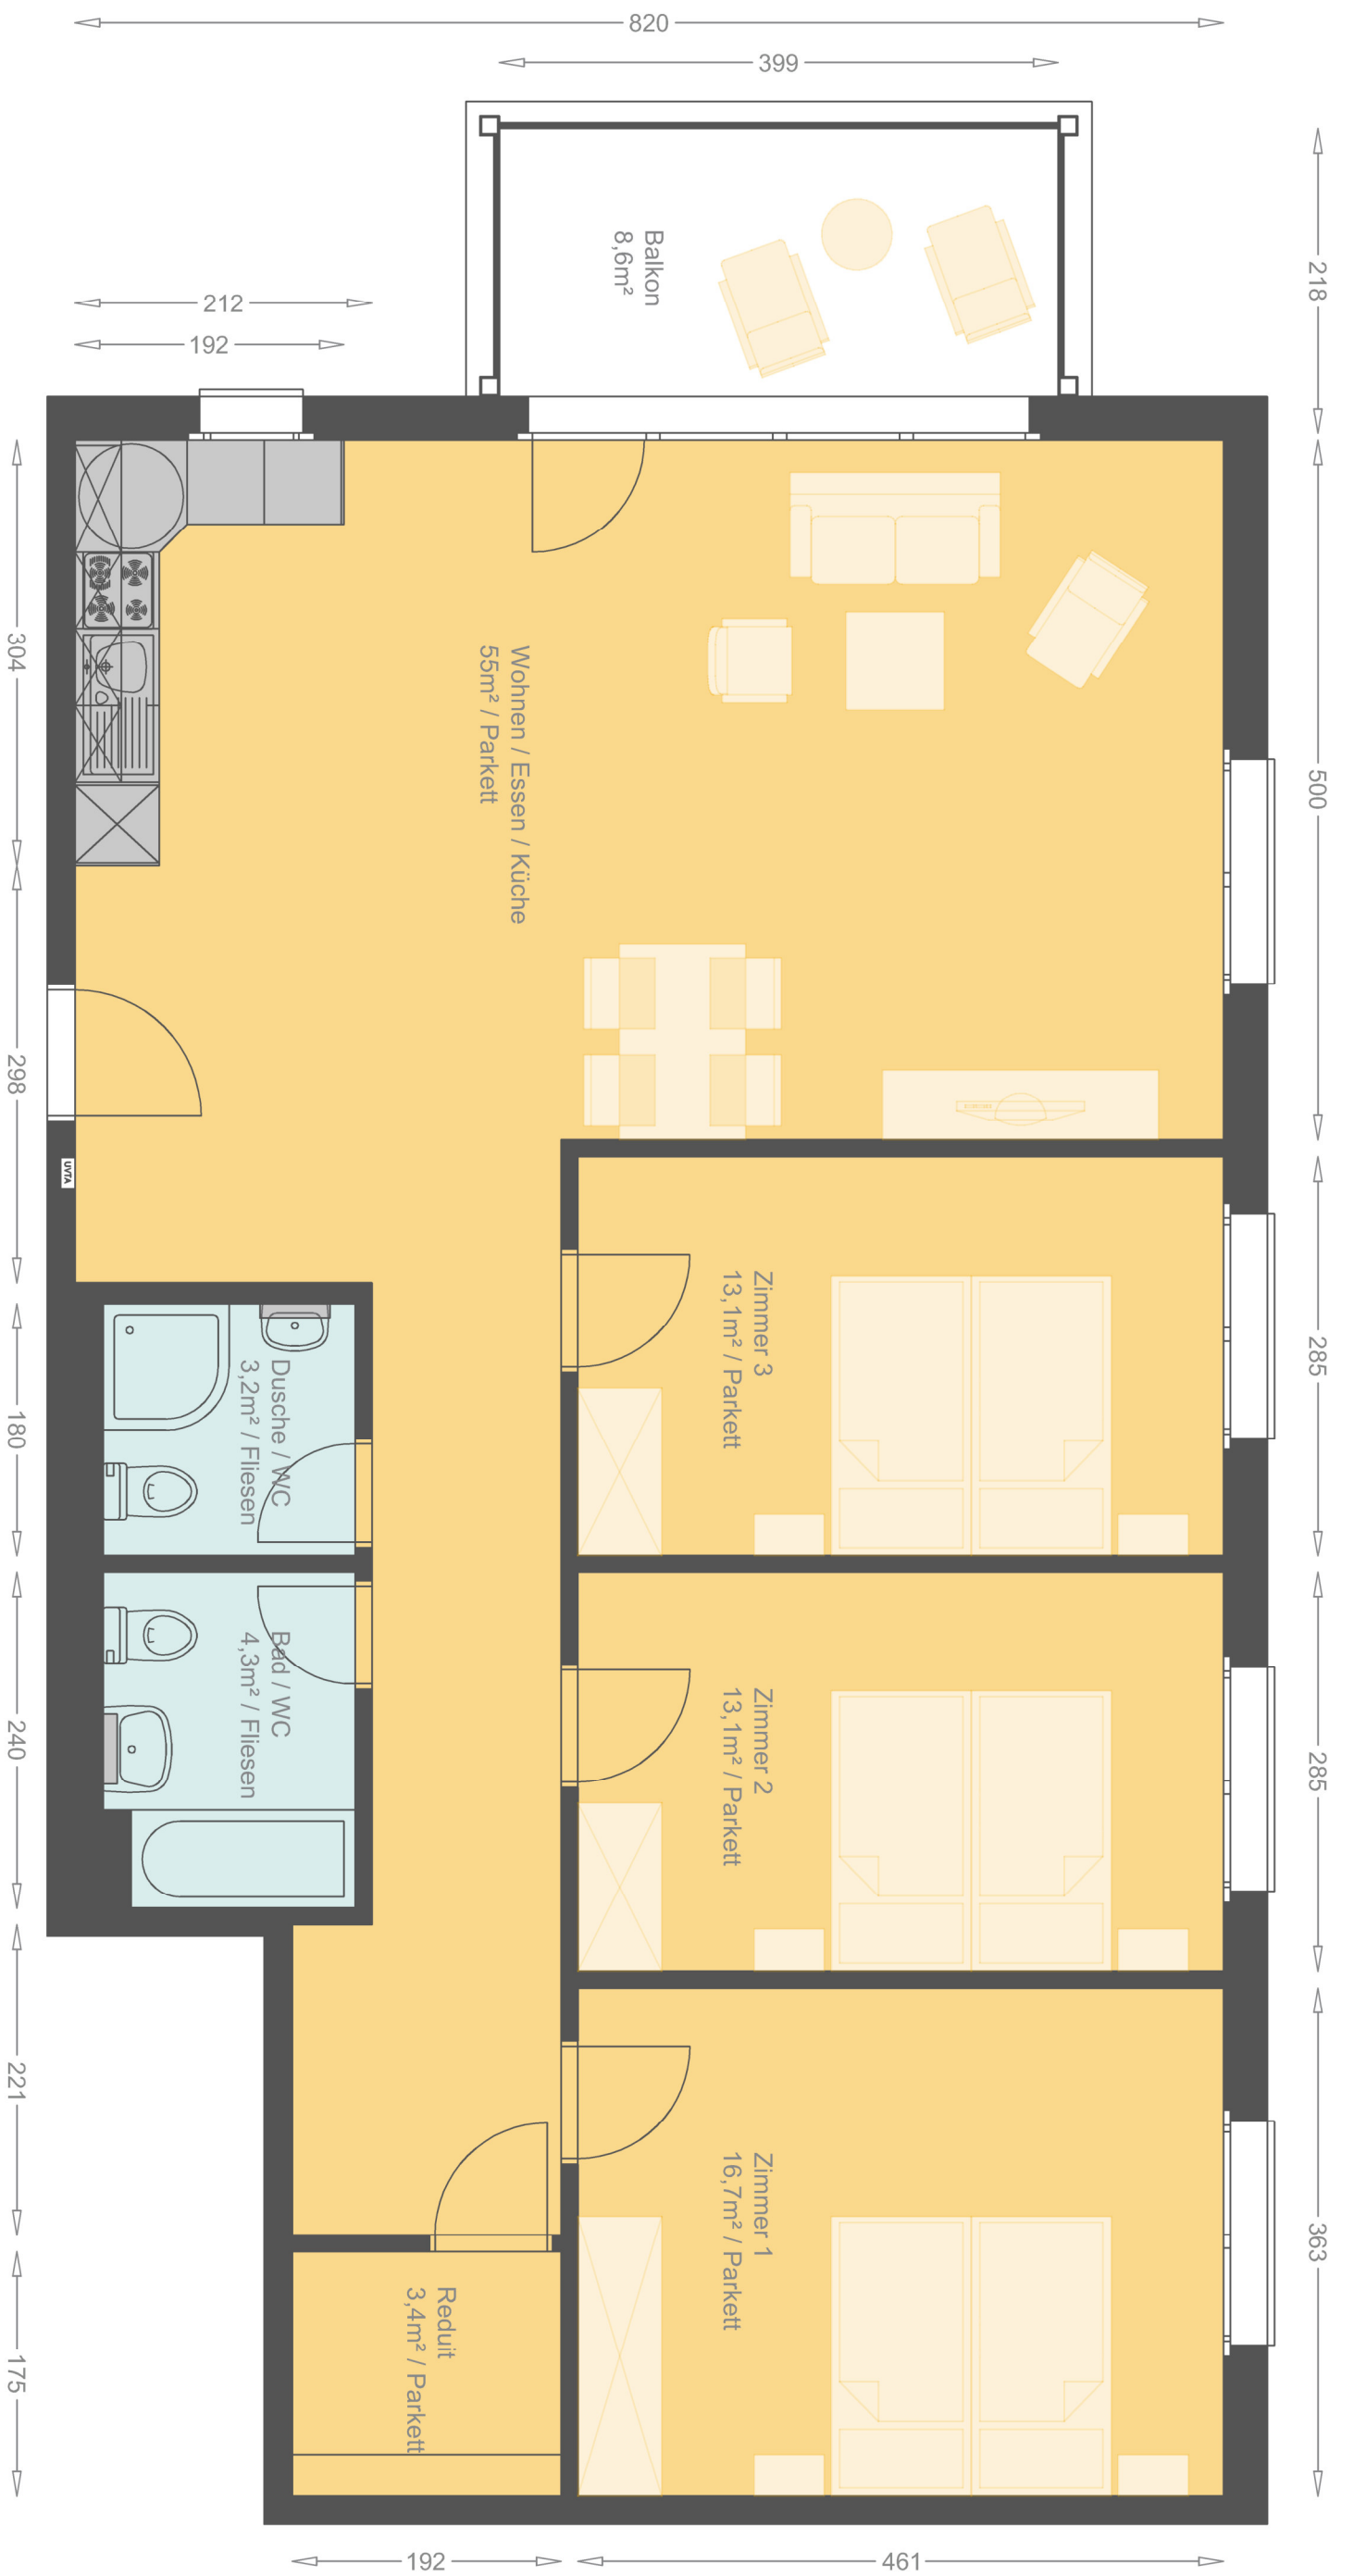 820
399
218
Balkon
8,6m²
212
192
304
500
Wohnen / Essen / Küche
55m² / Parkett
298
UVTA
285
Zimmer 3
13,1m² / Parkett
180
Dusche / WC
3,2m² / Fliesen
240
Bad / WC
4,3m² / Fliesen
285
Zimmer 2
13,1m² / Parkett
221
363
Zimmer 1
16,7m² / Parkett
175
Reduit
3,4m² / Parkett
192
461